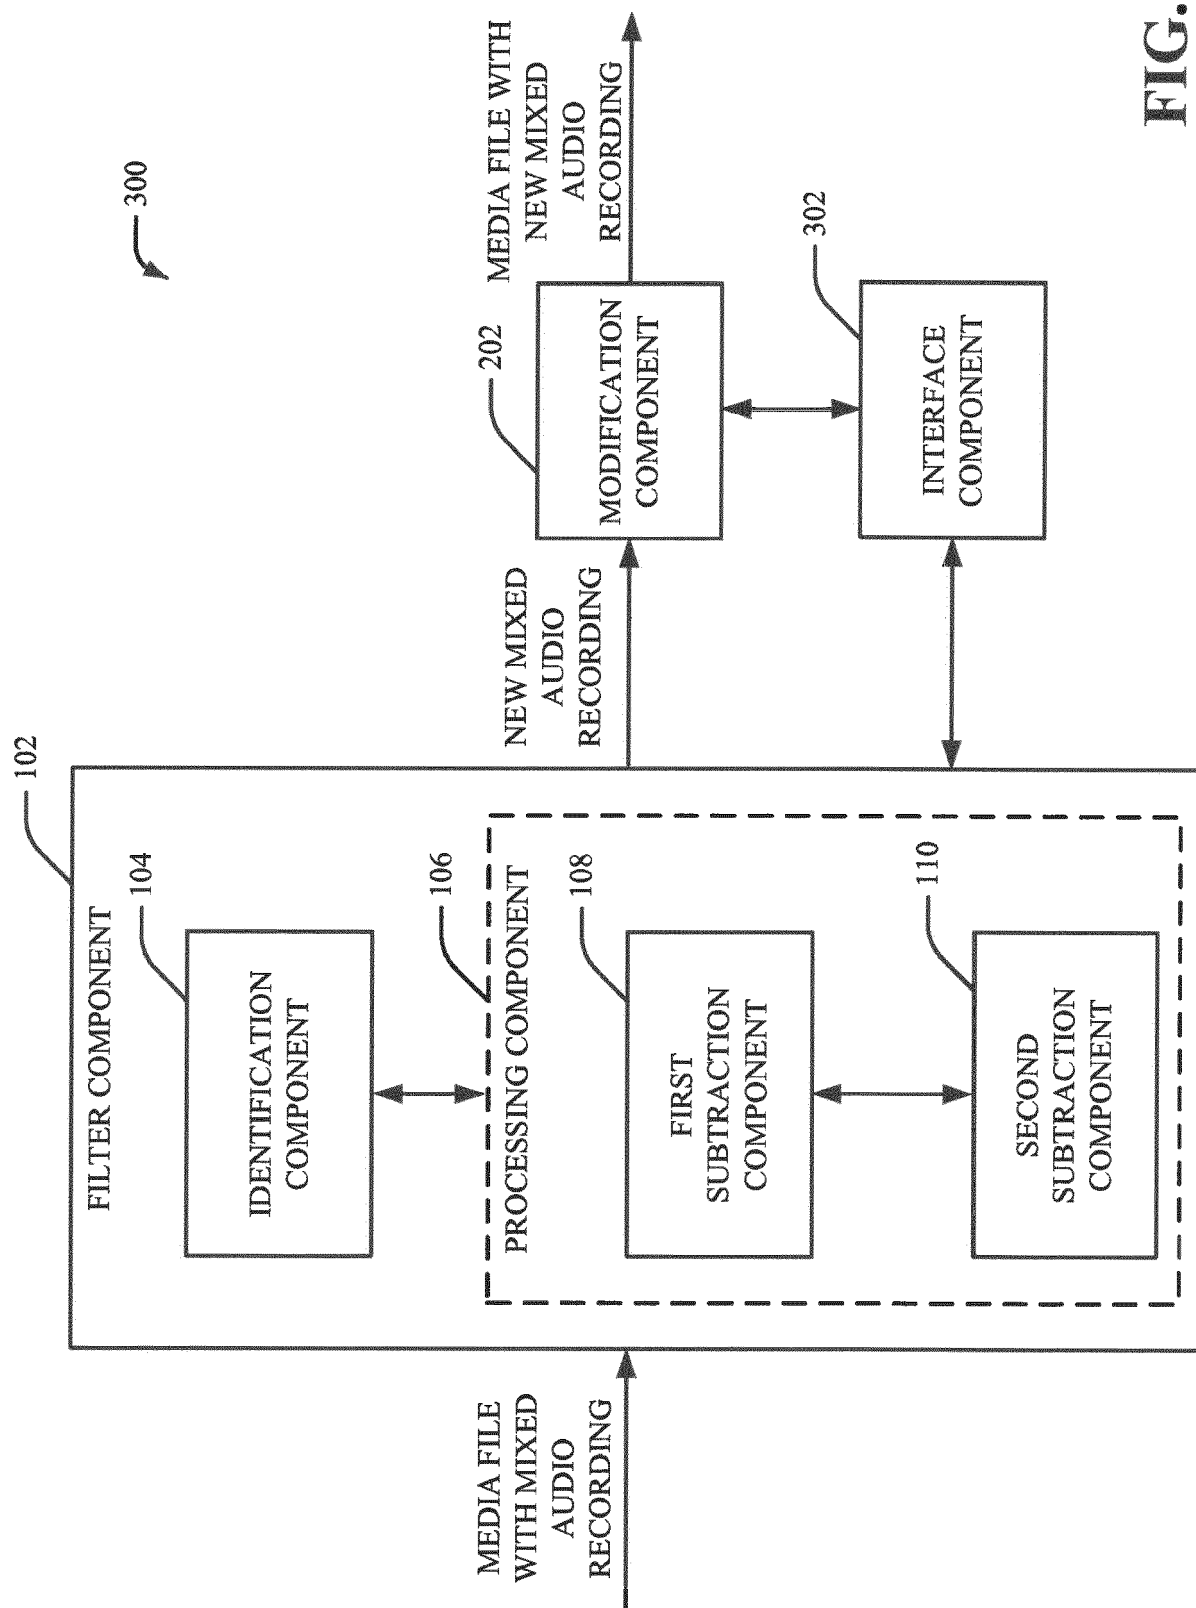 300
102
FILTER COMPONENT
104
IDENTIFICATION
COMPONENT
106
PROCESSING COMPONENT
108
FIRST
SUBTRACTION
COMPONENT
110
SECOND
SUBTRACTION
COMPONENT
MEDIA FILE
WITH MIXED
AUDIO
RECORDING
NEW MIXED
AUDIO
RECORDING
202
MODIFICATION
COMPONENT
MEDIA FILE WITH
NEW MIXED
AUDIO
RECORDING
302
INTERFACE
COMPONENT
FIG.